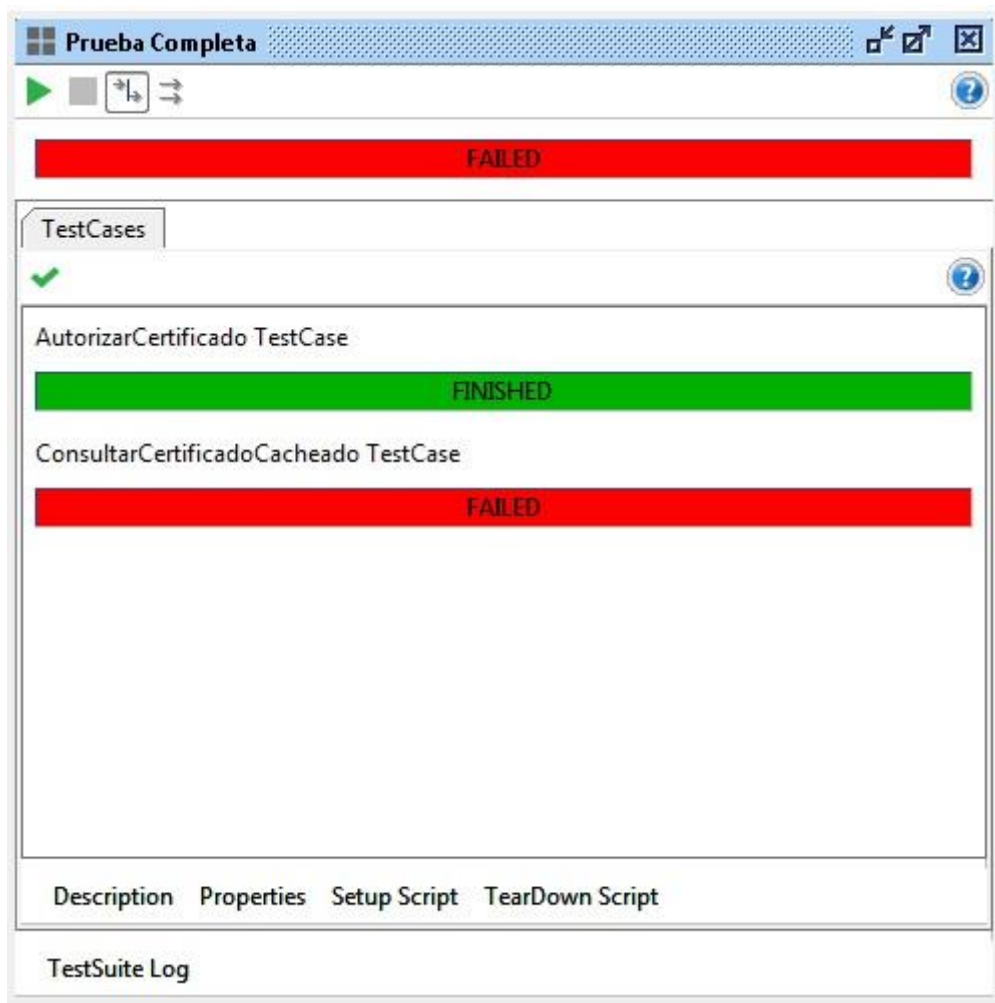 Prueba Completa
FAILED
TestCases
AutorizarCertificado TestCase
FINISHED
ConsultarCertificadoCacheado TestCase
FAILED
Description Properties Setup Script TearDown Script
TestSuite Log